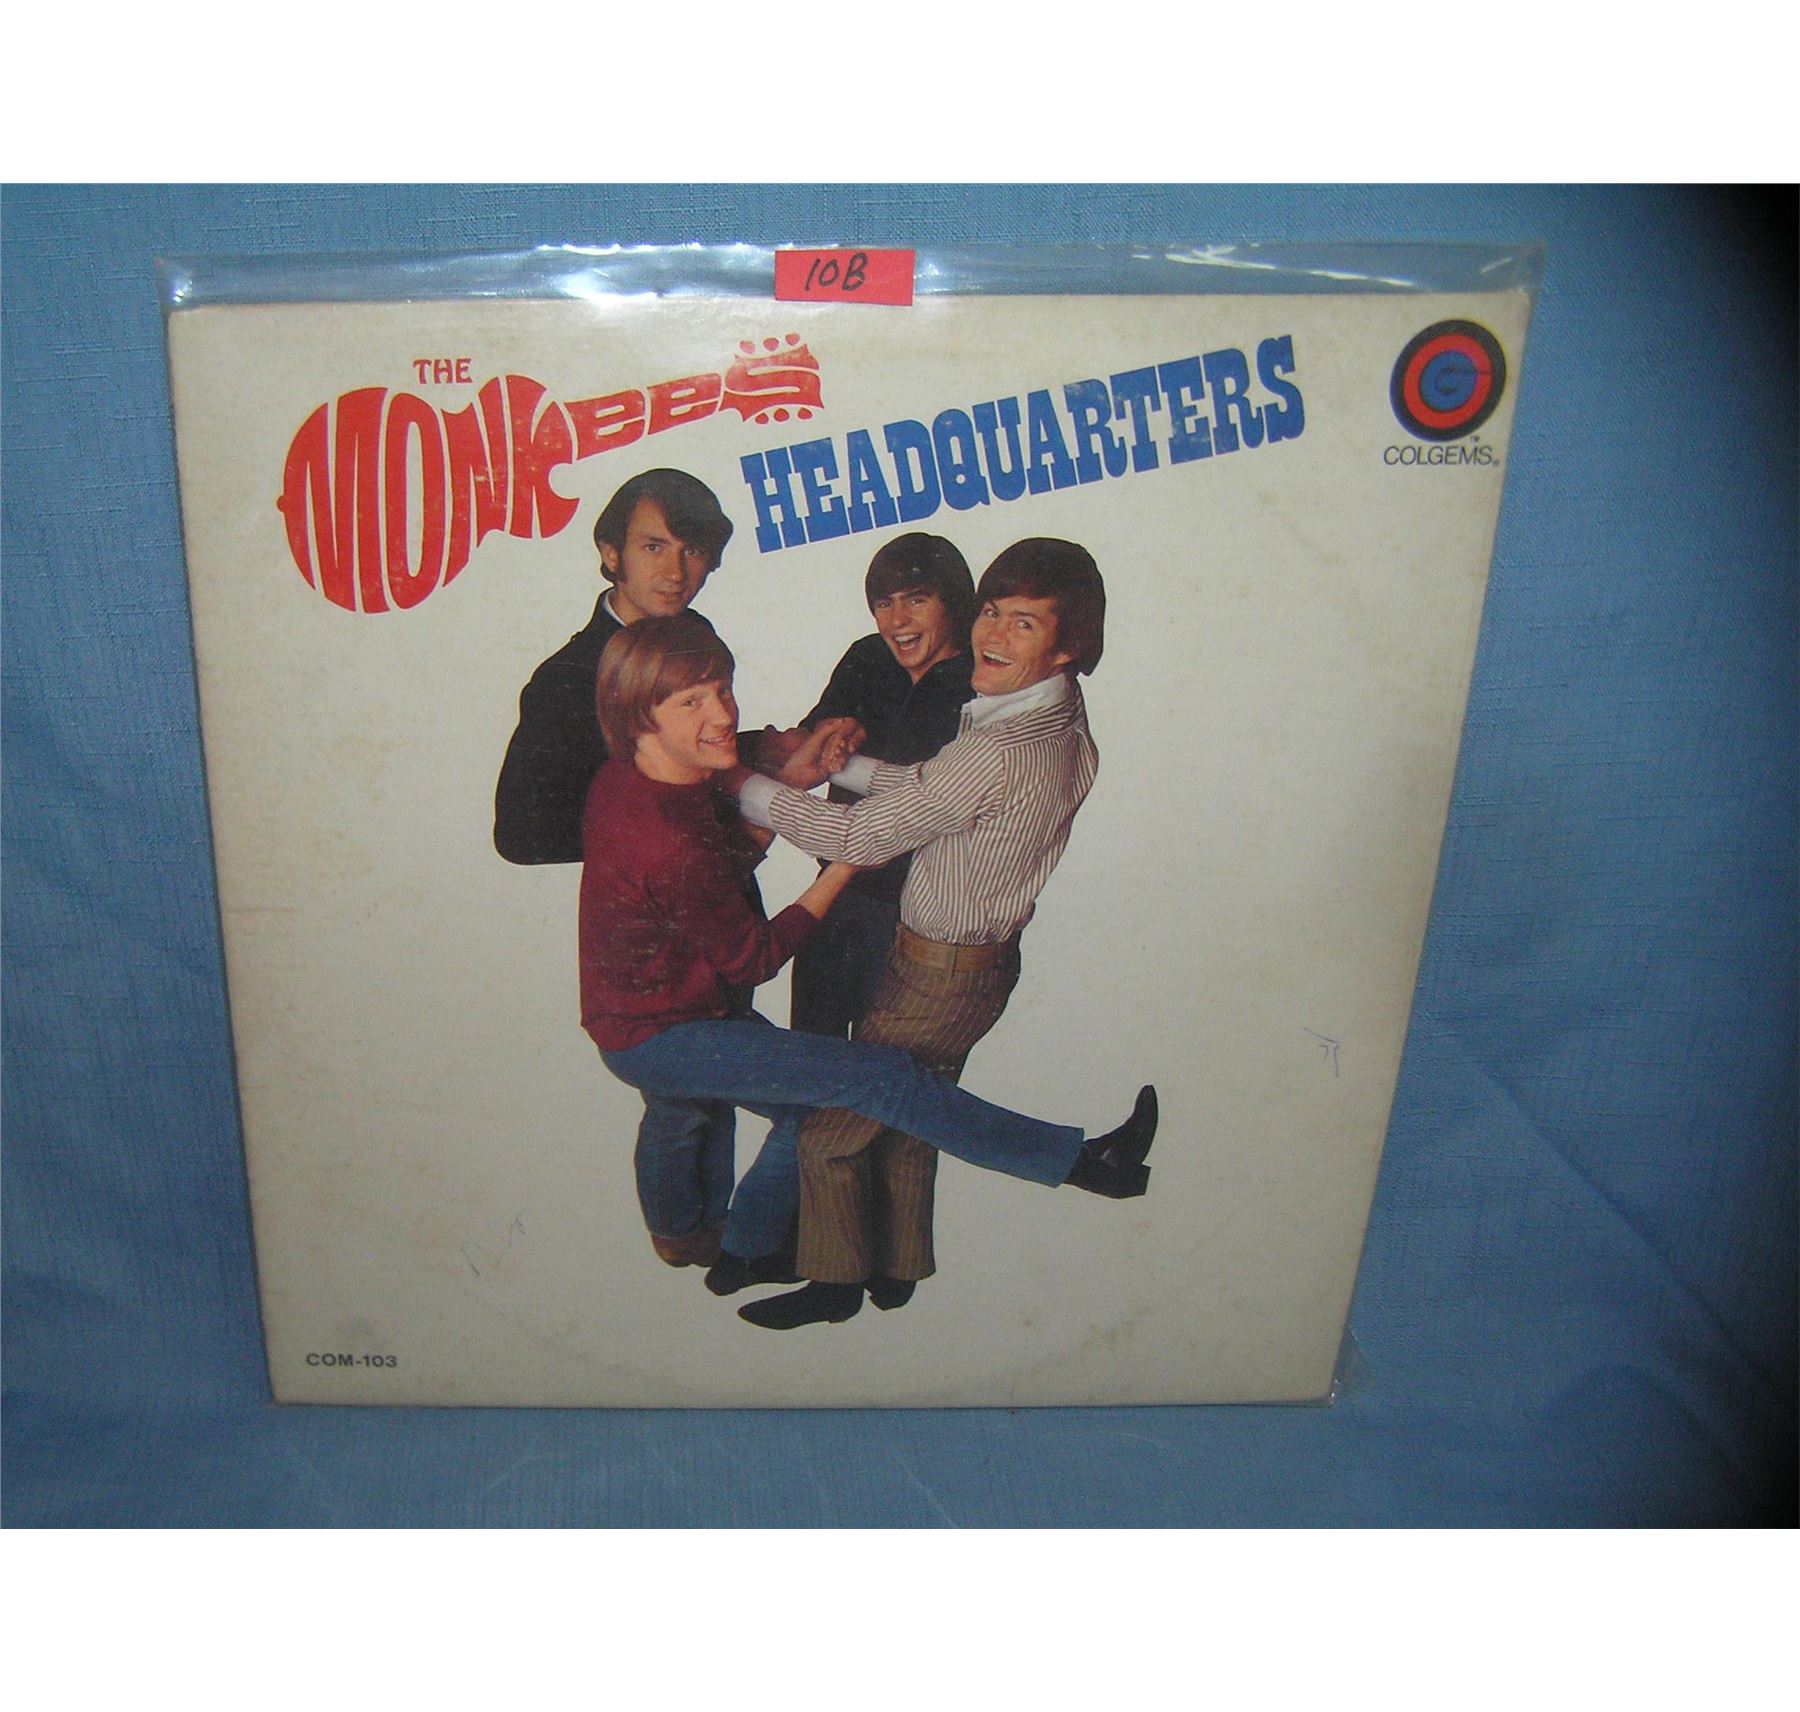 10B
THE
MONKEES
HEADQUARTERS
G
COLGEMS
COM-103